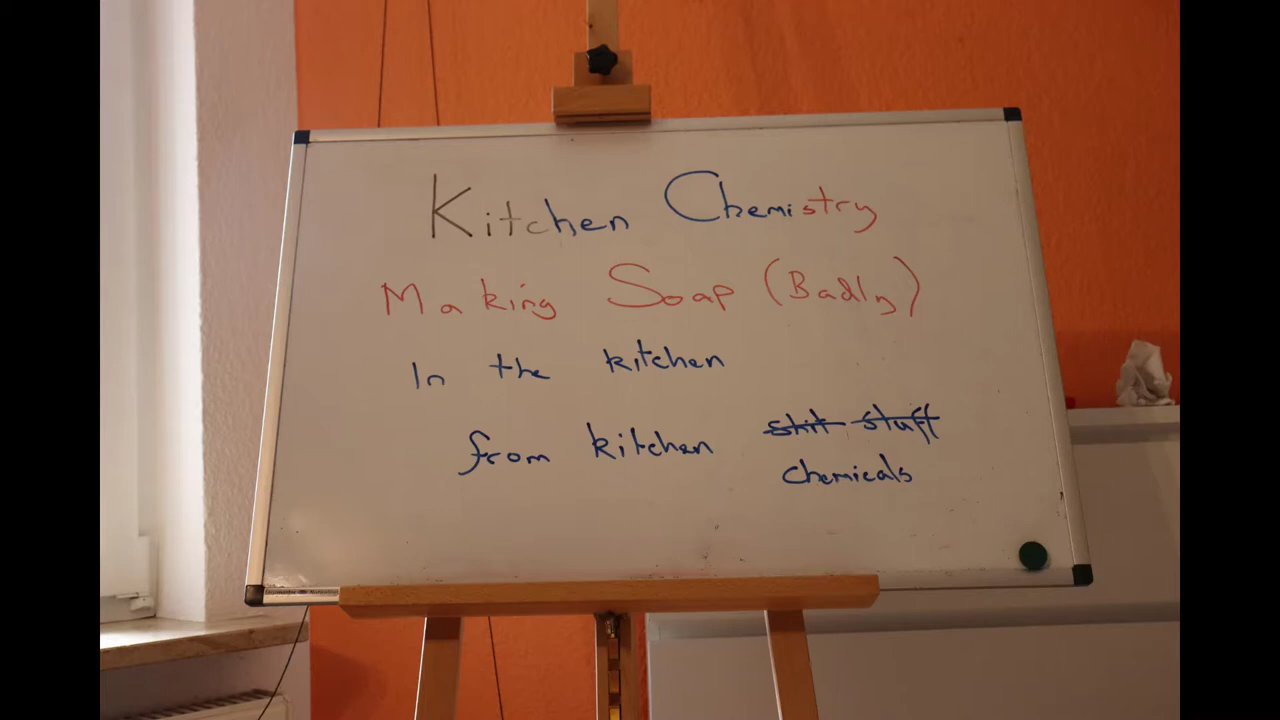 Kitchen Chemistry
Making Soap (Badly)
In the kitchen
from kitchen shit stuff
chemicals